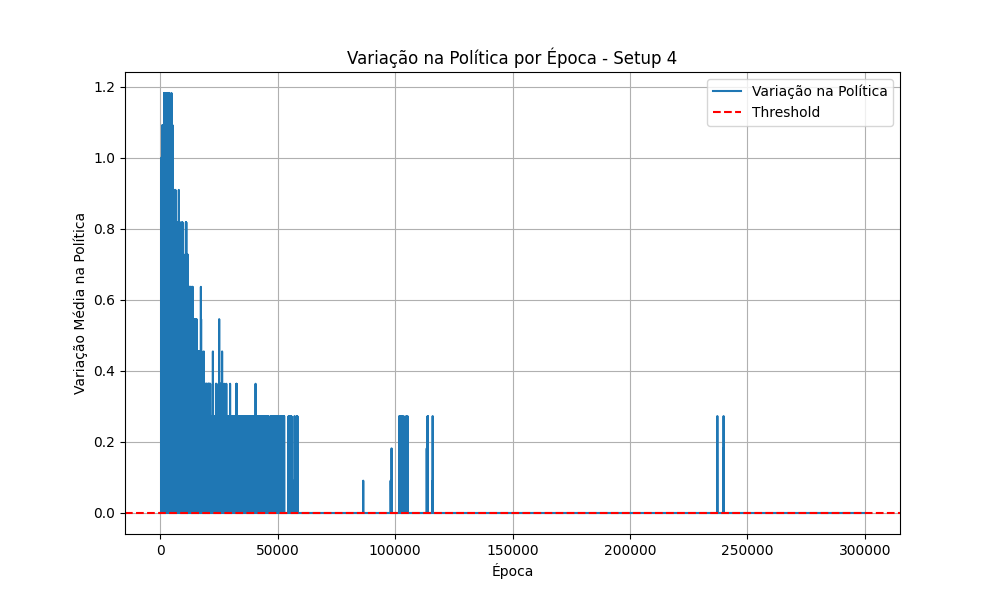 Variação na Política por Época - Setup 4
Variação na Política
Threshold
Variação Média na Política
1.2
1.0
0.8
0.6
0.4
0.2
0.0
0
50000
100000
150000
200000
250000
300000
Época